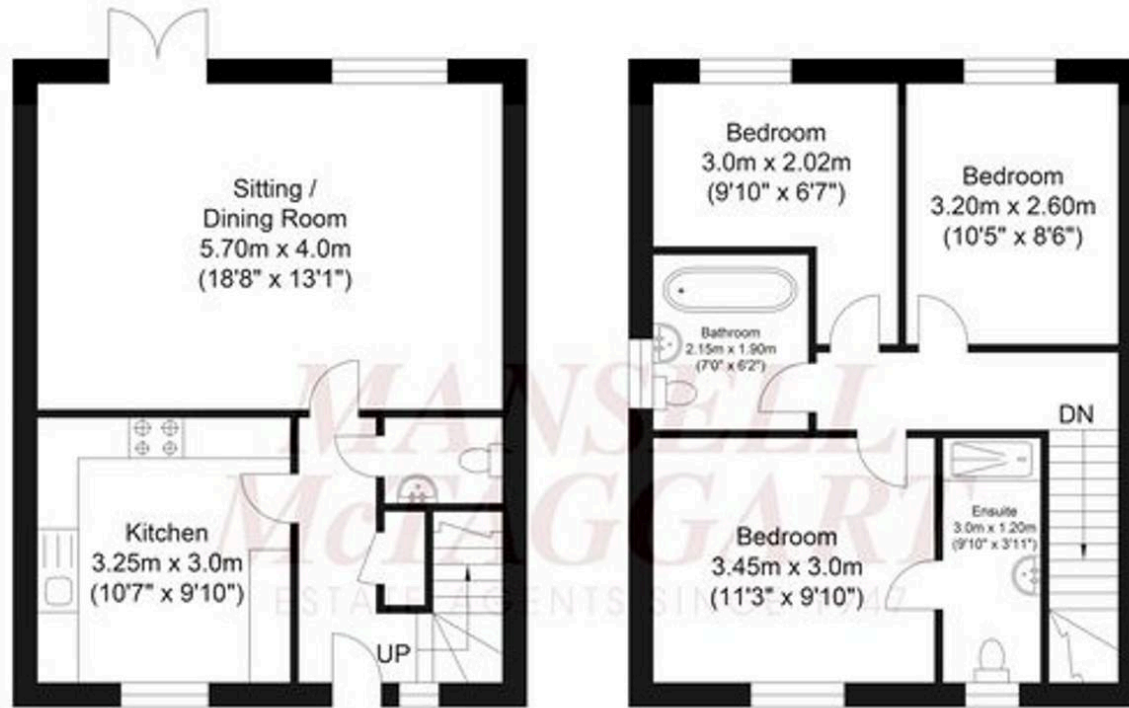 Sitting /
Dining Room
5.70m x 4.0m
(18'8" x 13'1")
Kitchen
3.25m x 3.0m
(10'7" x 9'10")
UP
Bedroom
3.0m x 2.02m
(9'10" x 6'7")
Bedroom
3.20m x 2.60m
(10'5" x 8'6")
Bathroom
2.15m x 1.90m
(7'0" x 6'2")
DN
Bedroom
3.45m x 3.0m
(11'3" x 9'10")
Ensuite
3.0m x 1.20m
(9'10" x 3'11")
MANSELL
McTAGGART
ESTATE AGENTS SINCE 1947